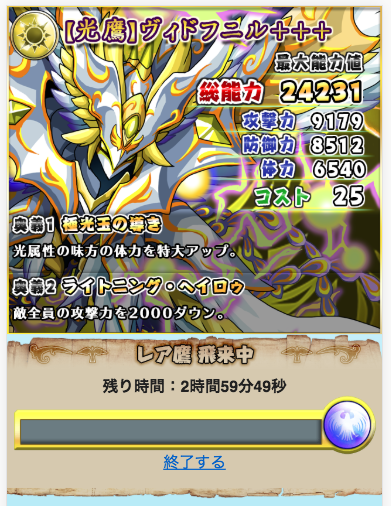 【光鷹】ヴィドフニル+++
最大能力値
総能力 24231
攻撃力 9179
防御力 8512
体力 6540
コスト 25
奥義1 極光玉の導き
光属性の味方の体力を特大アップ。
奥義2 ライトニング・ヘイロゥ
敵全員の攻撃力を2000ダウン。
レア鷹 飛来中
残り時間：2時間59分49秒
終了する